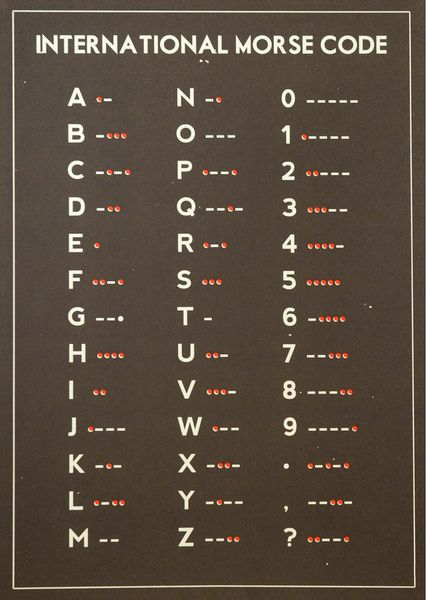 INTERNATIONAL MORSE CODE
A •-
B -•••
C -•-•
D -••
E •
F ••-•
G --•
H ••••
I ••
J •---
K -•-
L •-••
M --
N -•
O ---
P •--•
Q --•-
R •-•
S •••
T -
U ••-
V •••-
W •--
X -••-
Y -•--
Z --••
0 -----
1 •----
2 ••---
3 •••--
4 ••••-
5 •••••
6 -••••
7 --•••
8 ---••
9 ----•
. •-•-•
, --••-
? ••--•